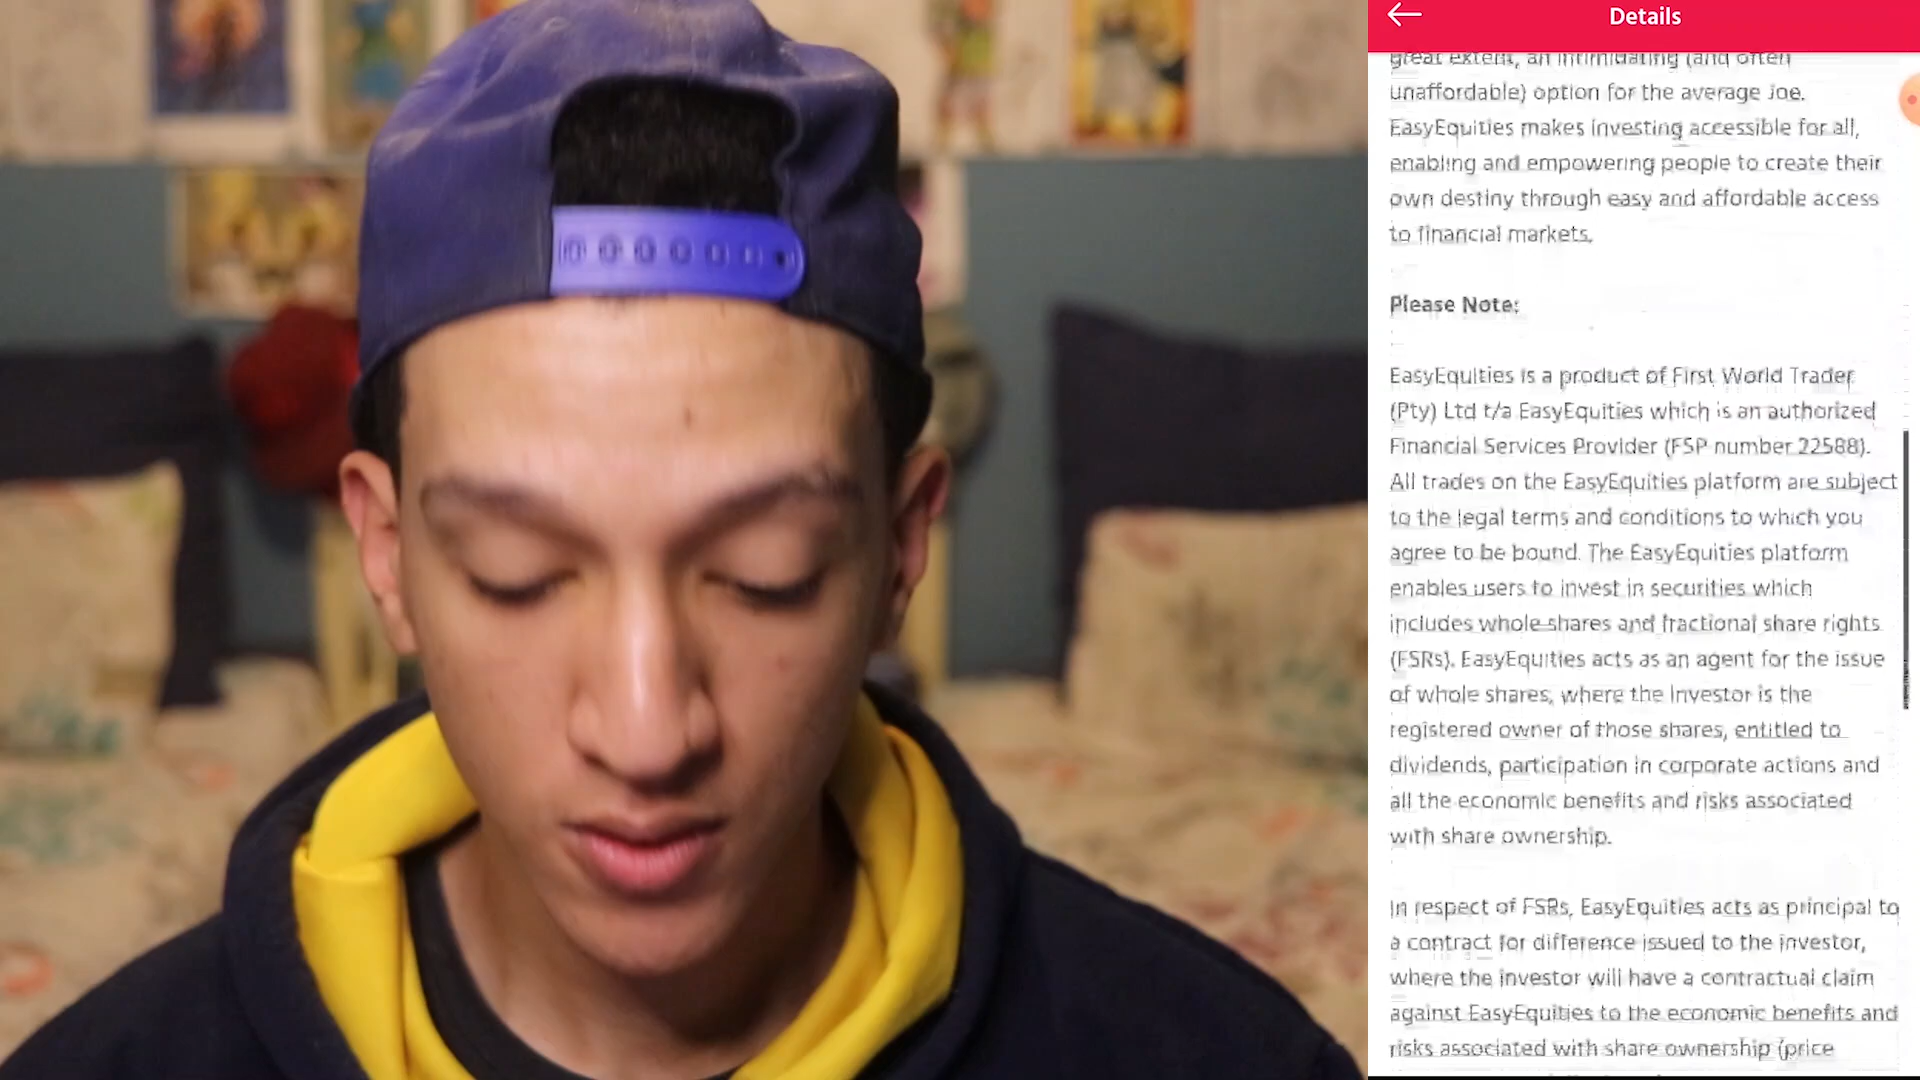 Details
great extent, an intimidating (and often
unaffordable) option for the average Joe.
EasyEquities makes investing accessible for all,
enabling and empowering people to create their
own destiny through easy and affordable access
to financial markets.
Please Note:
EasyEquities is a product of First World Trader
(Pty) Ltd t/a EasyEquities which is an authorized
Financial Services Provider (FSP number 22588).
All trades on the EasyEquities platform are subject
to the legal terms and conditions to which you
agree to be bound. The EasyEquities platform
enables users to invest in securities which
includes whole shares and fractional share rights
(FSRs). EasyEquities acts as an agent for the issue
of whole shares, where the investor is the
registered owner of those shares, entitled to
dividends, participation in corporate actions and
all the economic benefits and risks associated
with share ownership.
In respect of FSRs, EasyEquities acts as principal to
a contract for difference issued to the investor,
where the investor will have a contractual claim
against EasyEquities to the economic benefits and
risks associated with share ownership (price